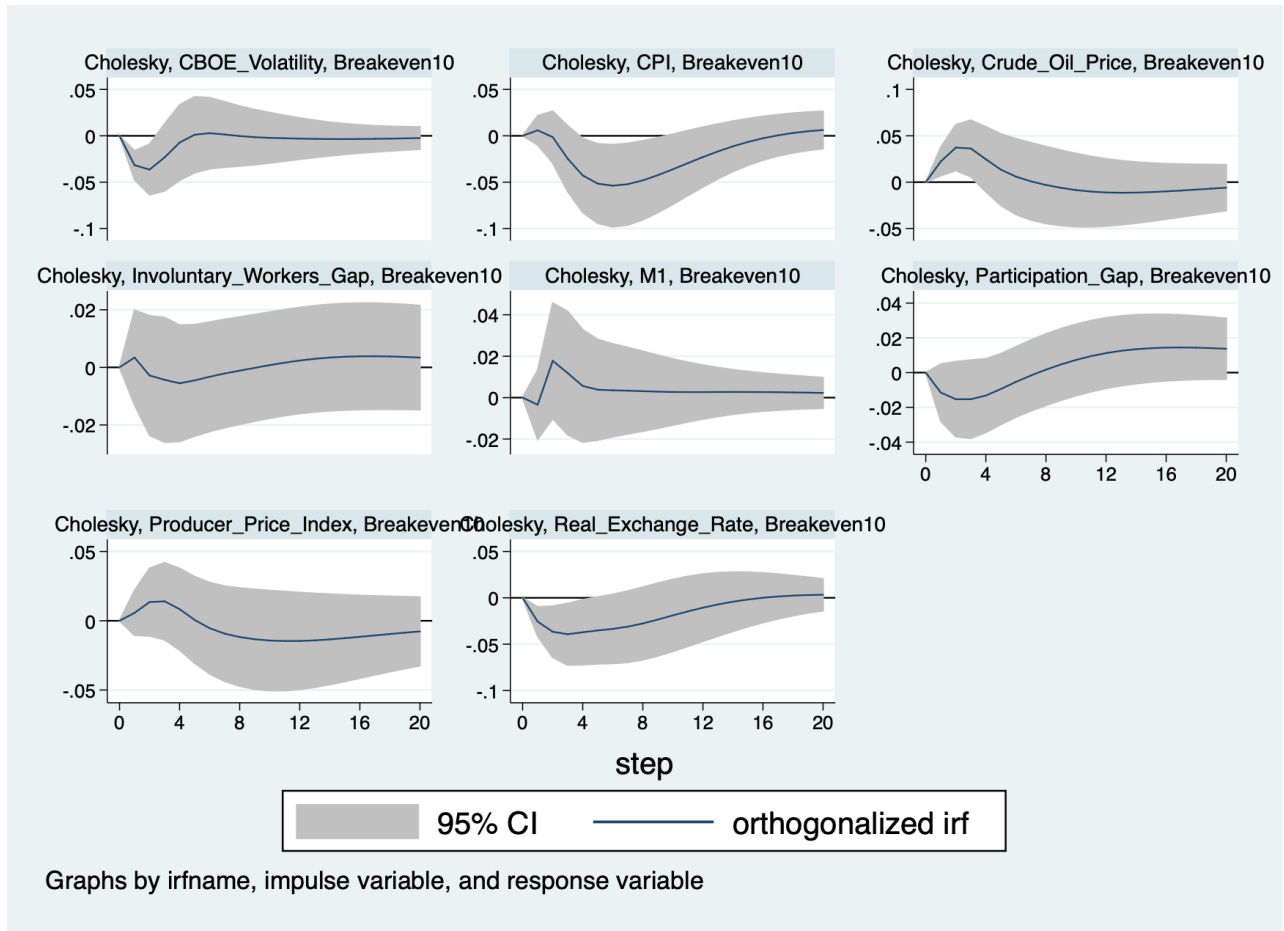 Cholesky, CBOE_Volatility, Breakeven10
Cholesky, CPI, Breakeven10
Cholesky, Crude_Oil_Price, Breakeven10
.05
0
-.05
-.1
.05
0
-.05
-.1
.1
.05
0
-.05
Cholesky, Involuntary_Workers_Gap, Breakeven10
Cholesky, M1, Breakeven10
Cholesky, Participation_Gap, Breakeven10
.02
0
-.02
.04
.02
0
-.02
.04
.02
0
-.02
-.04
0 4 8 12 16 20
Cholesky, Producer_Price_Index, Breakeven10
Cholesky, Real_Exchange_Rate, Breakeven10
.05
0
-.05
.05
0
-.05
-.1
0 4 8 12 16 20
0 4 8 12 16 20
step
95% CI
orthogonalized irf
Graphs by irfname, impulse variable, and response variable